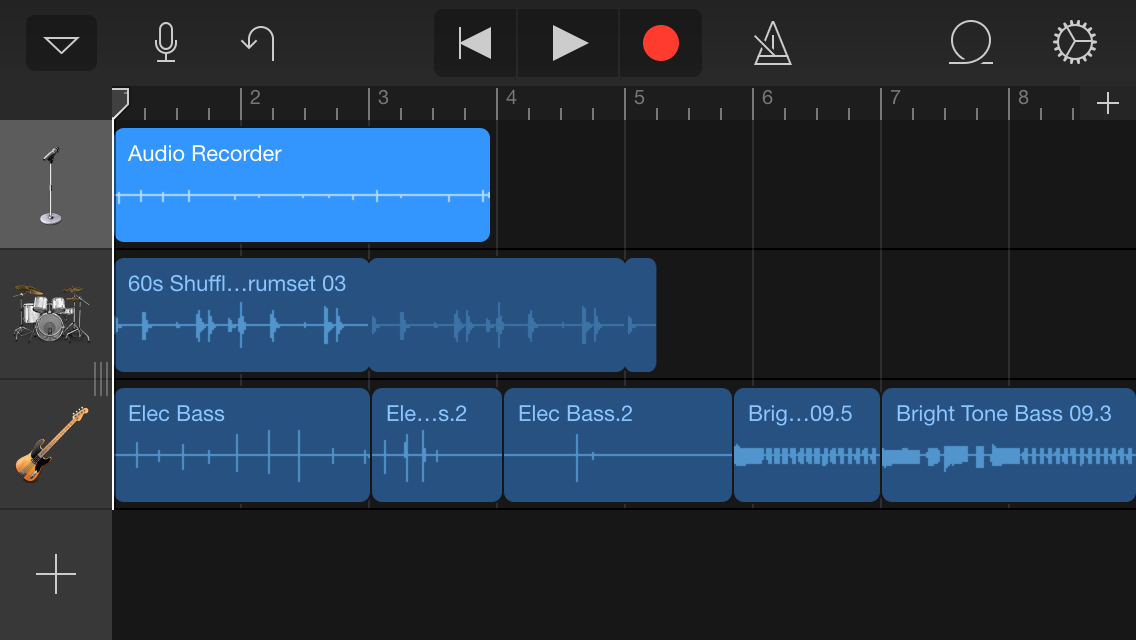 1 2 3 4 5 6 7 8
Audio Recorder
60s Shuffl...rumset 03
Elec Bass Ele...s.2 Elec Bass.2 Brig...09.5 Bright Tone Bass 09.3